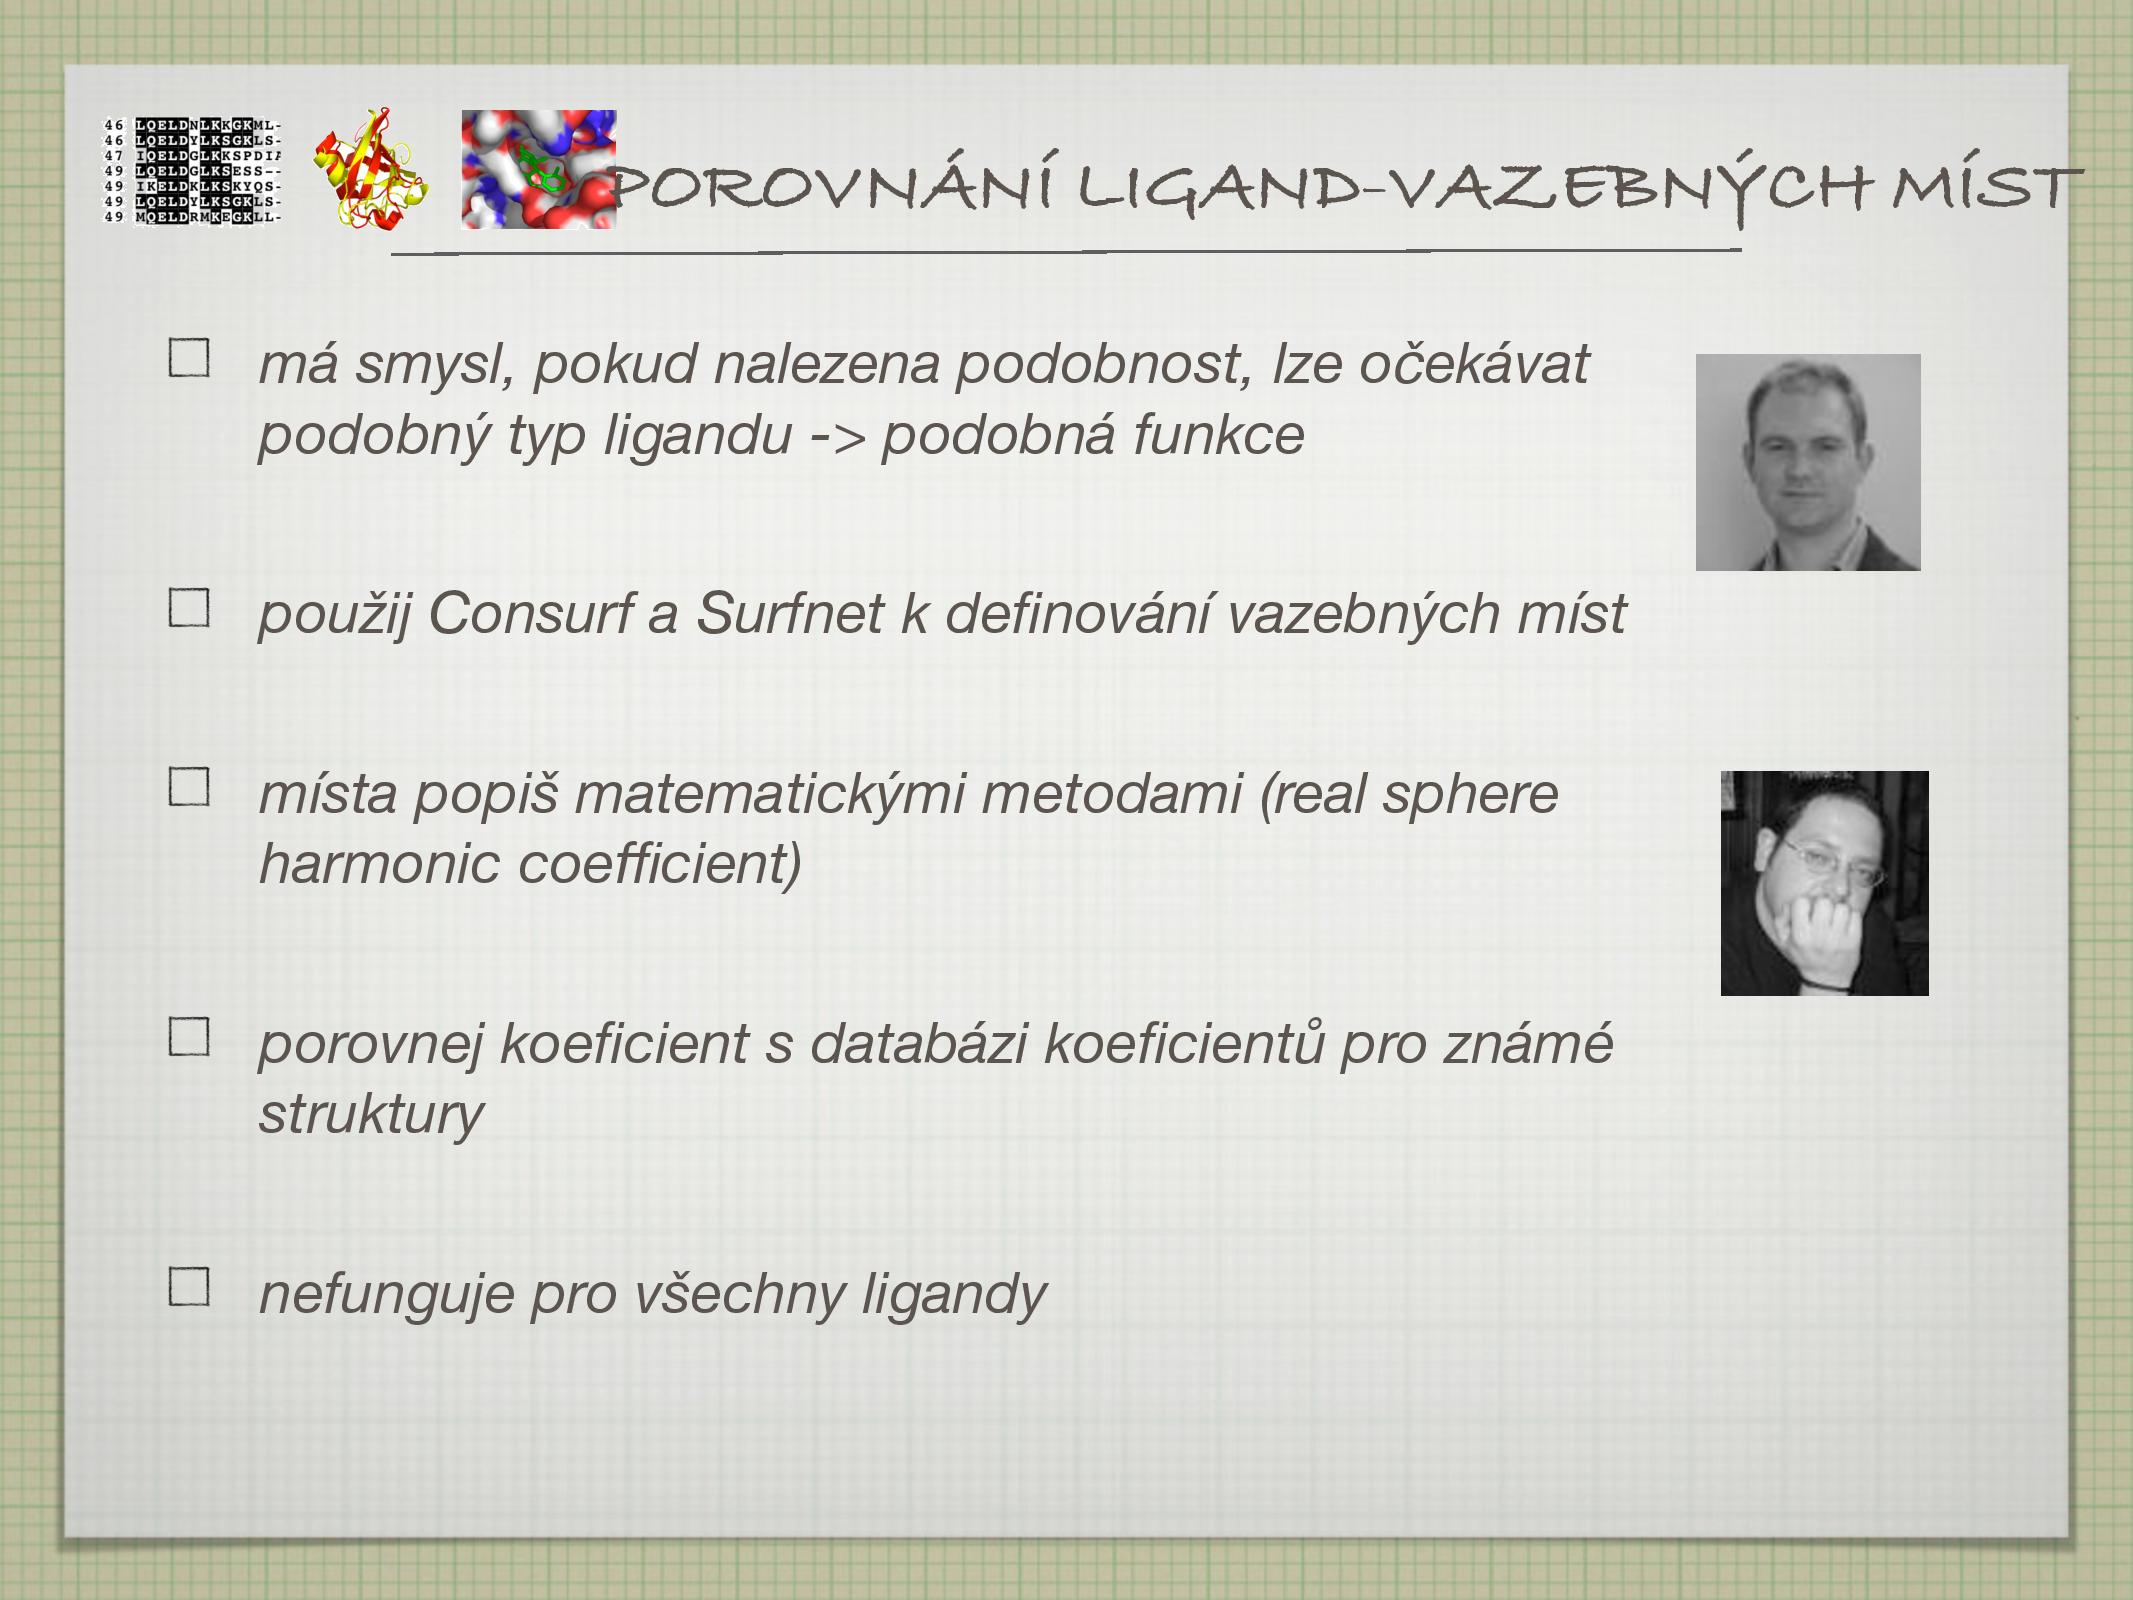 46 LQELDNLKKGKML-
46 LQELDYLKSGKLS-
47 IQELDGLKKSPDIA
49 LQELDGLKSESS--
49 IKELDKLKSKYQS-
49 LQELDYLKSGKLS-
49 MQELDRMKEGKLL-
POROVNÁNÍ LIGAND-VAZEBNÝCH MÍST
má smysl, pokud nalezena podobnost, lze očekávat
podobný typ ligandu -> podobná funkce
použij Consurf a Surfnet k definování vazebných míst
místa popiš matematickými metodami (real sphere
harmonic coefficient)
porovnej koeficient s databázi koeficientů pro známé
struktury
nefunguje pro všechny ligandy